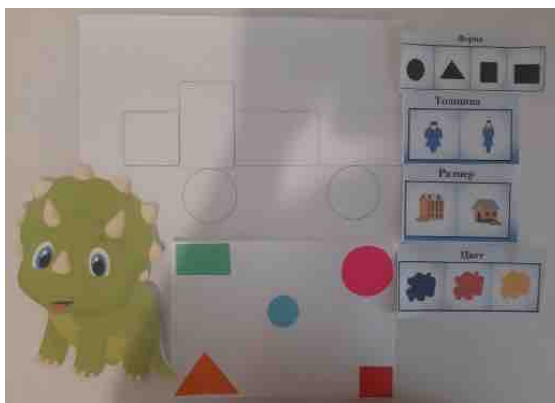 Форма
Толщина
Размер
Цвет